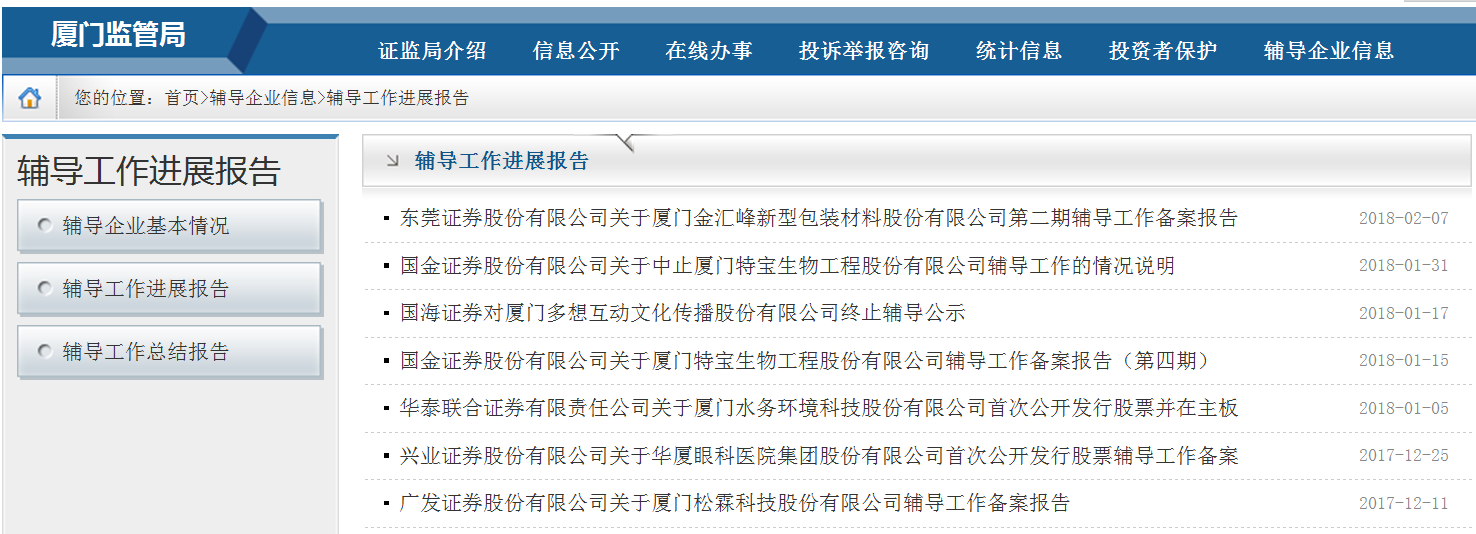 厦门监管局
证监局介绍 信息公开 在线办事 投诉举报咨询 统计信息 投资者保护 辅导企业信息
您的位置：首页>辅导企业信息>辅导工作进展报告
辅导工作进展报告
辅导企业基本情况
辅导工作进展报告
辅导工作总结报告
辅导工作进展报告
东莞证券股份有限公司关于厦门金汇峰新型包装材料股份有限公司第二期辅导工作备案报告 2018-02-07
国金证券股份有限公司关于中止厦门特宝生物工程股份有限公司辅导工作的情况说明 2018-01-31
国海证券对厦门多想互动文化传播股份有限公司终止辅导公示 2018-01-17
国金证券股份有限公司关于厦门特宝生物工程股份有限公司辅导工作备案报告（第四期） 2018-01-15
华泰联合证券有限责任公司关于厦门水务环境科技股份有限公司首次公开发行股票并在主板 2018-01-05
兴业证券股份有限公司关于华厦眼科医院集团股份有限公司首次公开发行股票辅导工作备案 2017-12-25
广发证券股份有限公司关于厦门松霖科技股份有限公司辅导工作备案报告 2017-12-11